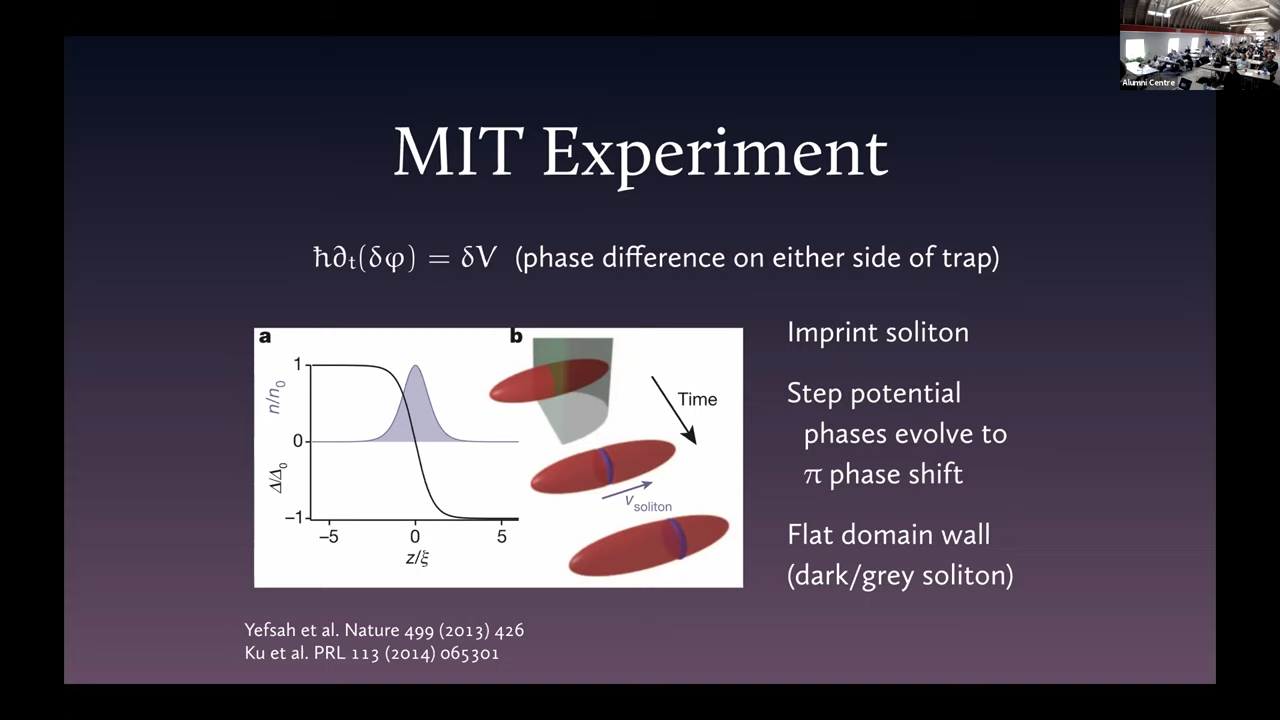 Alumni Centre
MIT Experiment
ħ∂ₜ(δφ) = δV (phase difference on either side of trap)
a
1
0
−1
n/n₀
Δ/Δ₀
−5
0
5
z/ξ
b
Time
v soliton
Imprint soliton
Step potential
phases evolve to
π phase shift
Flat domain wall
(dark/grey soliton)
Yefsah et al. Nature 499 (2013) 426
Ku et al. PRL 113 (2014) 065301